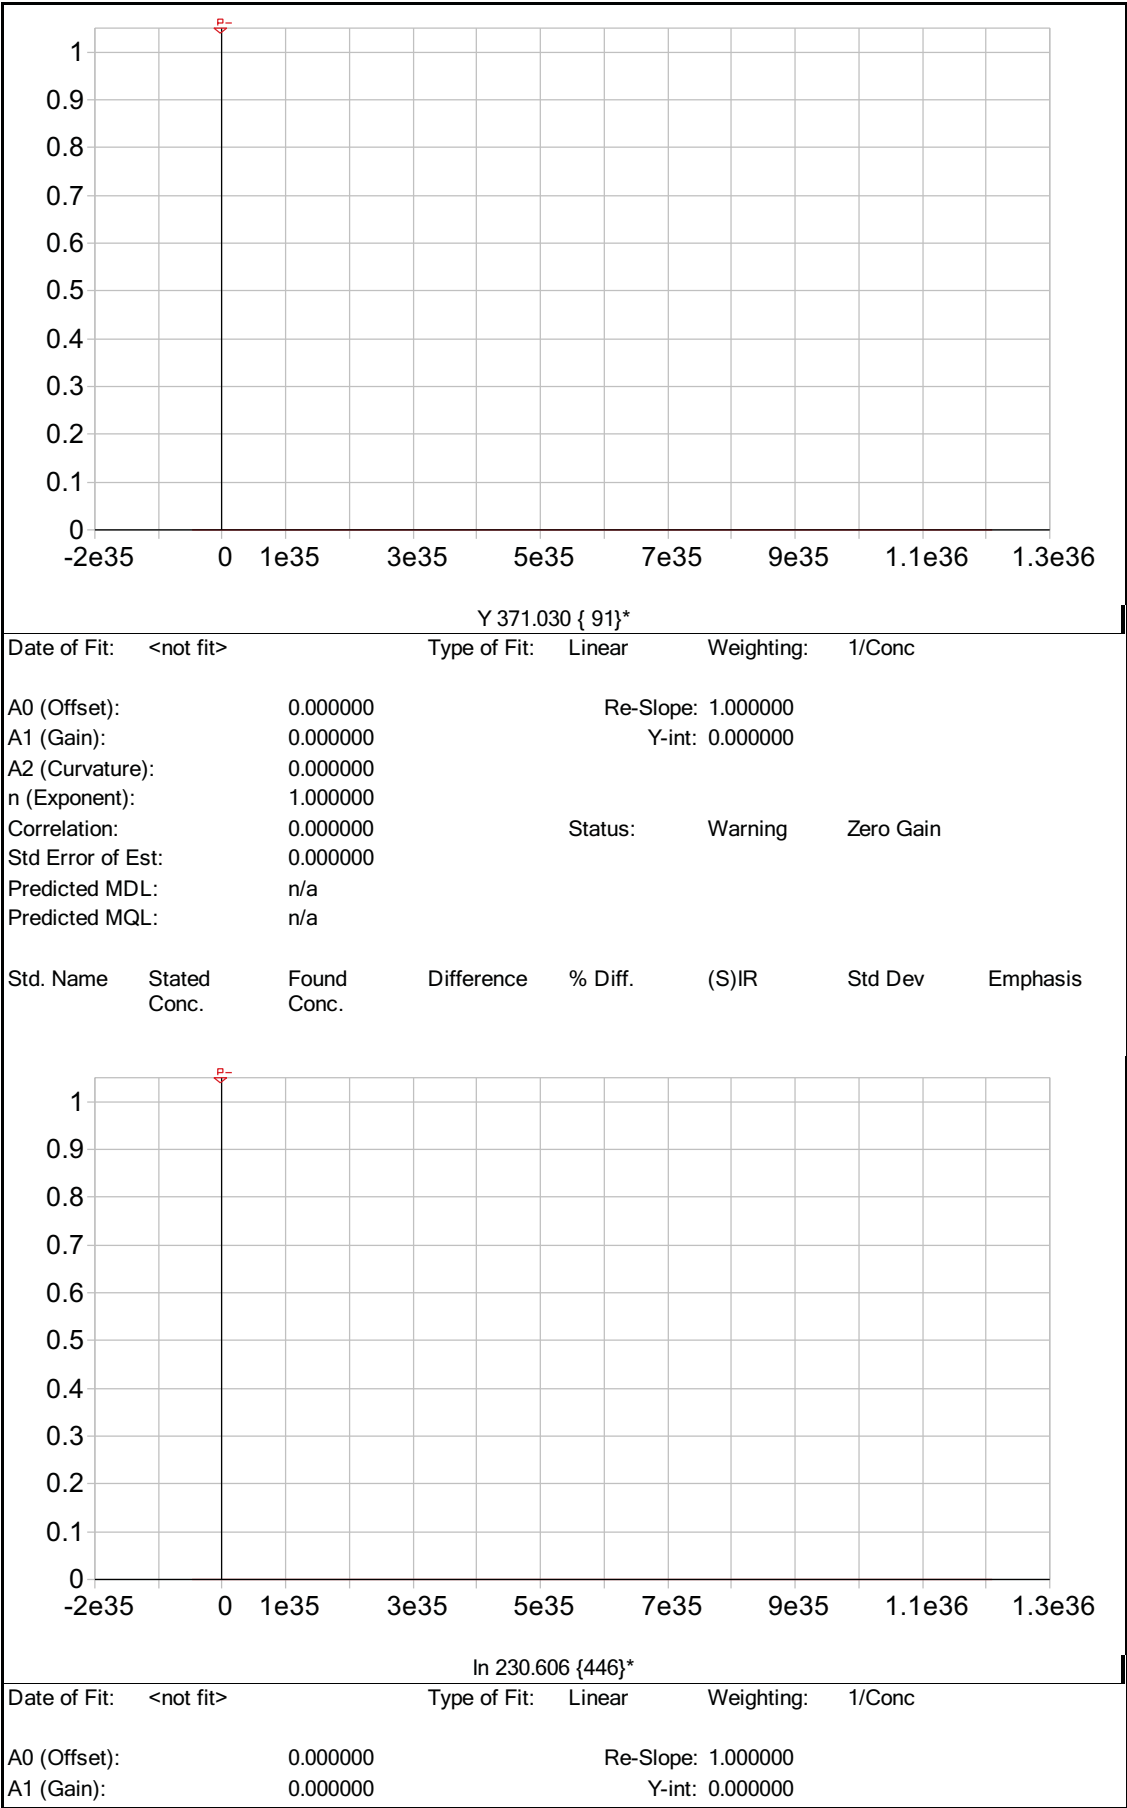 P-
1
0.9
0.8
0.7
0.6
0.5
0.4
0.3
0.2
0.1
0
-2e35 0 1e35 3e35 5e35 7e35 9e35 1.1e36 1.3e36
Y 371.030 { 91}*
Date of Fit: <not fit> Type of Fit: Linear Weighting: 1/Conc
A0 (Offset): 0.000000 Re-Slope: 1.000000
A1 (Gain): 0.000000 Y-int: 0.000000
A2 (Curvature): 0.000000
n (Exponent): 1.000000
Correlation: 0.000000 Status: Warning Zero Gain
Std Error of Est: 0.000000
Predicted MDL: n/a
Predicted MQL: n/a
Std. Name Stated Found Difference % Diff. (S)IR Std Dev Emphasis
Conc. Conc.
P-
1
0.9
0.8
0.7
0.6
0.5
0.4
0.3
0.2
0.1
0
-2e35 0 1e35 3e35 5e35 7e35 9e35 1.1e36 1.3e36
In 230.606 {446}*
Date of Fit: <not fit> Type of Fit: Linear Weighting: 1/Conc
A0 (Offset): 0.000000 Re-Slope: 1.000000
A1 (Gain): 0.000000 Y-int: 0.000000